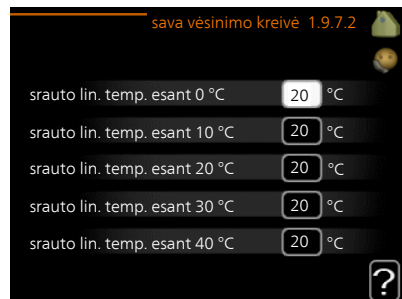 sava vėsinimo kreivė 1.9.7.2
srauto lin. temp. esant 0 °C 20 °C
srauto lin. temp. esant 10 °C 20 °C
srauto lin. temp. esant 20 °C 20 °C
srauto lin. temp. esant 30 °C 20 °C
srauto lin. temp. esant 40 °C 20 °C
?